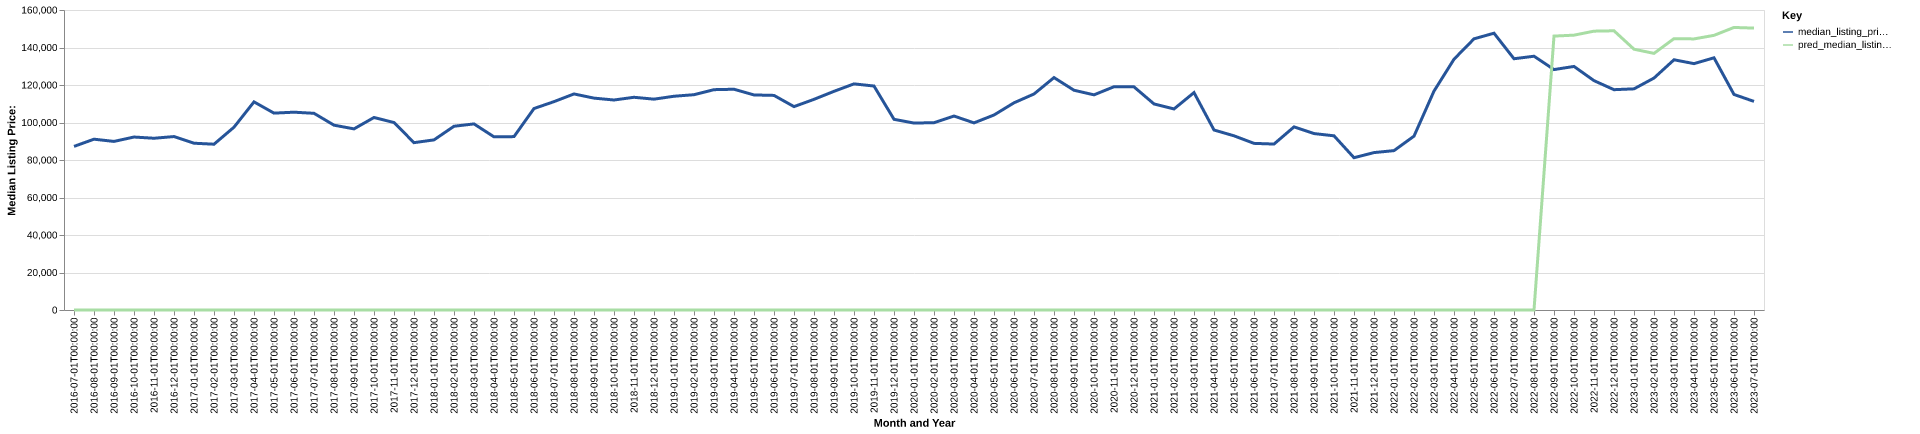 160,000
140,000
120,000
100,000
80,000
60,000
40,000
20,000
0
Median Listing Price:
2016-07-01T00:00:00
2016-08-01T00:00:00
2016-09-01T00:00:00
2016-10-01T00:00:00
2016-11-01T00:00:00
2016-12-01T00:00:00
2017-01-01T00:00:00
2017-02-01T00:00:00
2017-03-01T00:00:00
2017-04-01T00:00:00
2017-05-01T00:00:00
2017-06-01T00:00:00
2017-07-01T00:00:00
2017-08-01T00:00:00
2017-09-01T00:00:00
2017-10-01T00:00:00
2017-11-01T00:00:00
2017-12-01T00:00:00
2018-01-01T00:00:00
2018-02-01T00:00:00
2018-03-01T00:00:00
2018-04-01T00:00:00
2018-05-01T00:00:00
2018-06-01T00:00:00
2018-07-01T00:00:00
2018-08-01T00:00:00
2018-09-01T00:00:00
2018-10-01T00:00:00
2018-11-01T00:00:00
2018-12-01T00:00:00
2019-01-01T00:00:00
2019-02-01T00:00:00
2019-03-01T00:00:00
2019-04-01T00:00:00
2019-05-01T00:00:00
2019-06-01T00:00:00
2019-07-01T00:00:00
2019-08-01T00:00:00
2019-09-01T00:00:00
2019-10-01T00:00:00
2019-11-01T00:00:00
2019-12-01T00:00:00
2020-01-01T00:00:00
2020-02-01T00:00:00
2020-03-01T00:00:00
2020-04-01T00:00:00
2020-05-01T00:00:00
2020-06-01T00:00:00
2020-07-01T00:00:00
2020-08-01T00:00:00
2020-09-01T00:00:00
2020-10-01T00:00:00
2020-11-01T00:00:00
2020-12-01T00:00:00
2021-01-01T00:00:00
2021-02-01T00:00:00
2021-03-01T00:00:00
2021-04-01T00:00:00
2021-05-01T00:00:00
2021-06-01T00:00:00
2021-07-01T00:00:00
2021-08-01T00:00:00
2021-09-01T00:00:00
2021-10-01T00:00:00
2021-11-01T00:00:00
2021-12-01T00:00:00
2022-01-01T00:00:00
2022-02-01T00:00:00
2022-03-01T00:00:00
2022-04-01T00:00:00
2022-05-01T00:00:00
2022-06-01T00:00:00
2022-07-01T00:00:00
2022-08-01T00:00:00
2022-09-01T00:00:00
2022-10-01T00:00:00
2022-11-01T00:00:00
2022-12-01T00:00:00
2023-01-01T00:00:00
2023-02-01T00:00:00
2023-03-01T00:00:00
2023-04-01T00:00:00
2023-05-01T00:00:00
2023-06-01T00:00:00
2023-07-01T00:00:00
Month and Year
Key
median_listing_pri…
pred_median_listin…